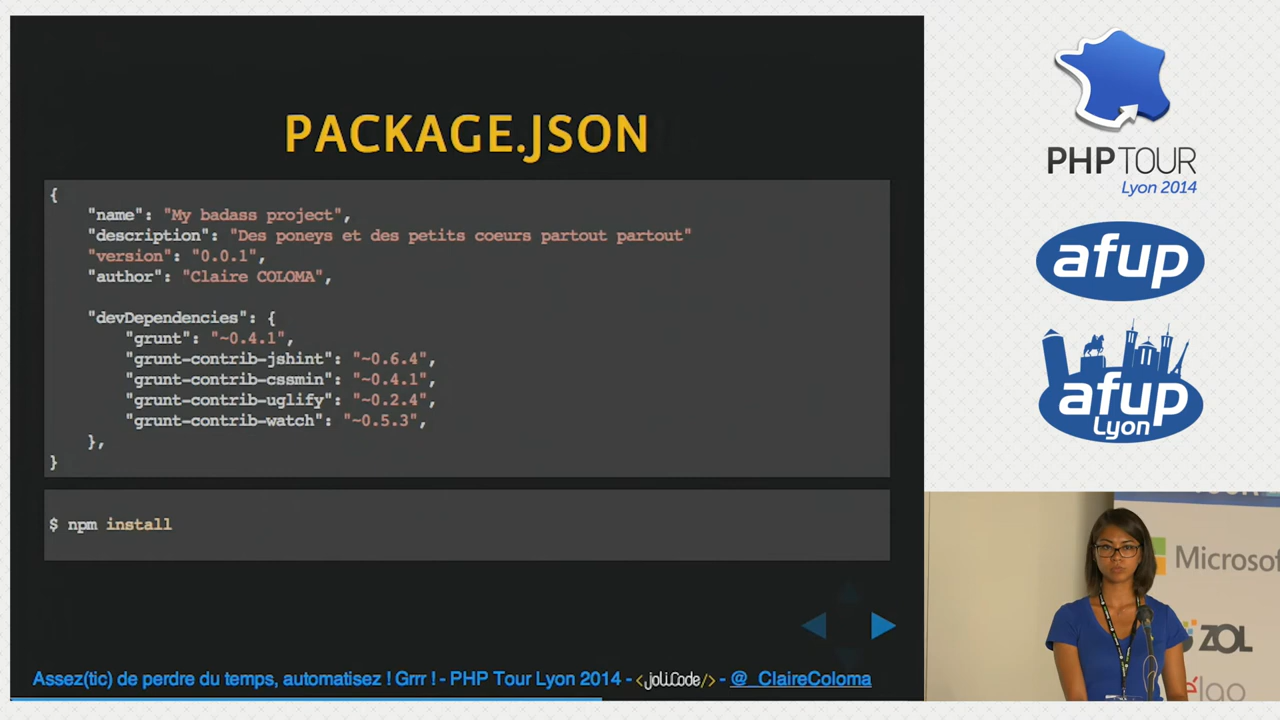 PACKAGE.JSON
{
"name": "My badass project",
"description": "Des poneys et des petits coeurs partout partout"
"version": "0.0.1",
"author": "Claire COLOMA",
"devDependencies": {
"grunt": "~0.4.1",
"grunt-contrib-jshint": "~0.6.4",
"grunt-contrib-cssmin": "~0.4.1",
"grunt-contrib-uglify": "~0.2.4",
"grunt-contrib-watch": "~0.5.3",
},
}
$ npm install
Assez(tic) de perdre du temps, automatisez ! Grrr ! - PHP Tour Lyon 2014 - <joliCode/> - @_ClaireColoma
PHP TOUR
Lyon 2014
afup
afup
Lyon
Microsof
ZOL